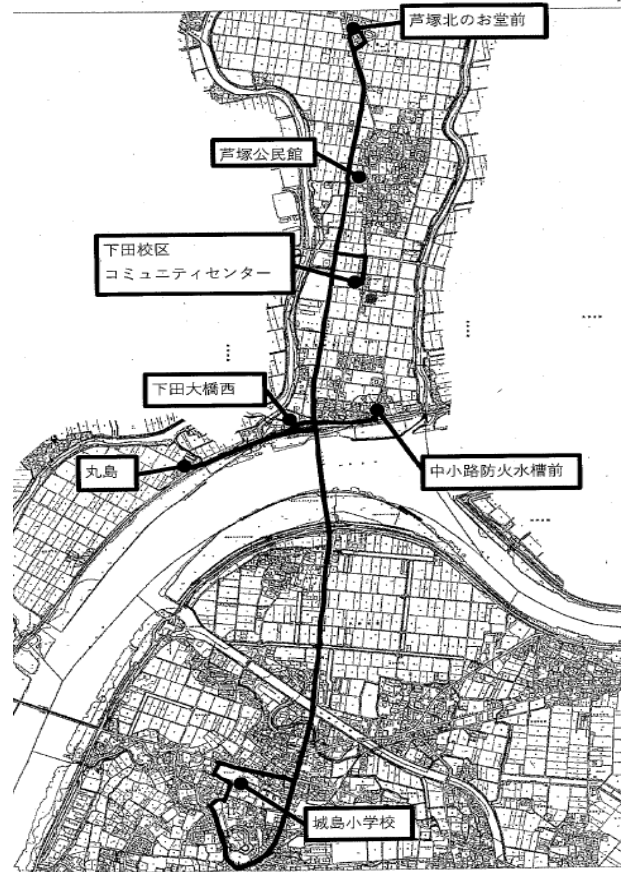 芦塚北のお堂前
芦塚公民館
下田校区
コミュニティセンター
下田大橋西
丸島
中小路防火水槽前
城島小学校